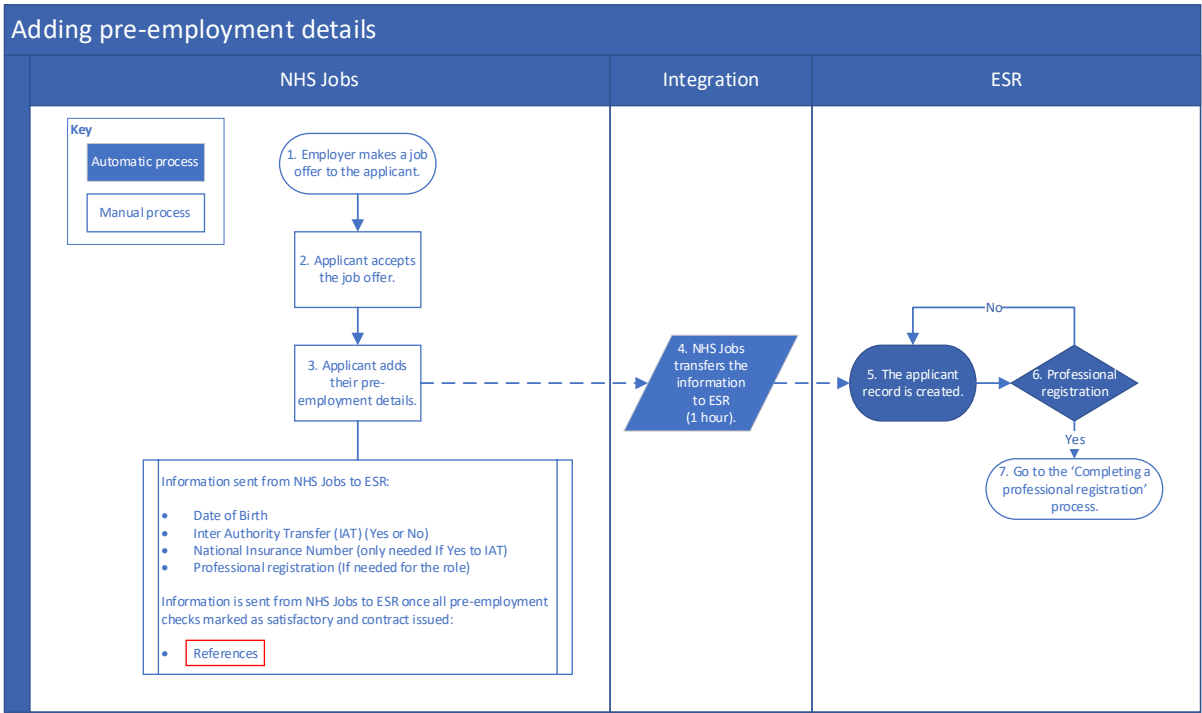 Adding pre-employment details
NHS Jobs
Integration
ESR
Key
Automatic process
Manual process
1. Employer makes a job
offer to the applicant.
2. Applicant accepts
the job offer.
3. Applicant adds
their pre-
employment details.
Information sent from NHS Jobs to ESR:
• Date of Birth
• Inter Authority Transfer (IAT) (Yes or No)
• National Insurance Number (only needed If Yes to IAT)
• Professional registration (If needed for the role)
Information is sent from NHS Jobs to ESR once all pre-employment
checks marked as satisfactory and contract issued:
• References
4. NHS Jobs
transfers the
information
to ESR
(1 hour).
5. The applicant
record is created.
No
6. Professional
registration
Yes
7. Go to the ‘Completing a
professional registration’
process.